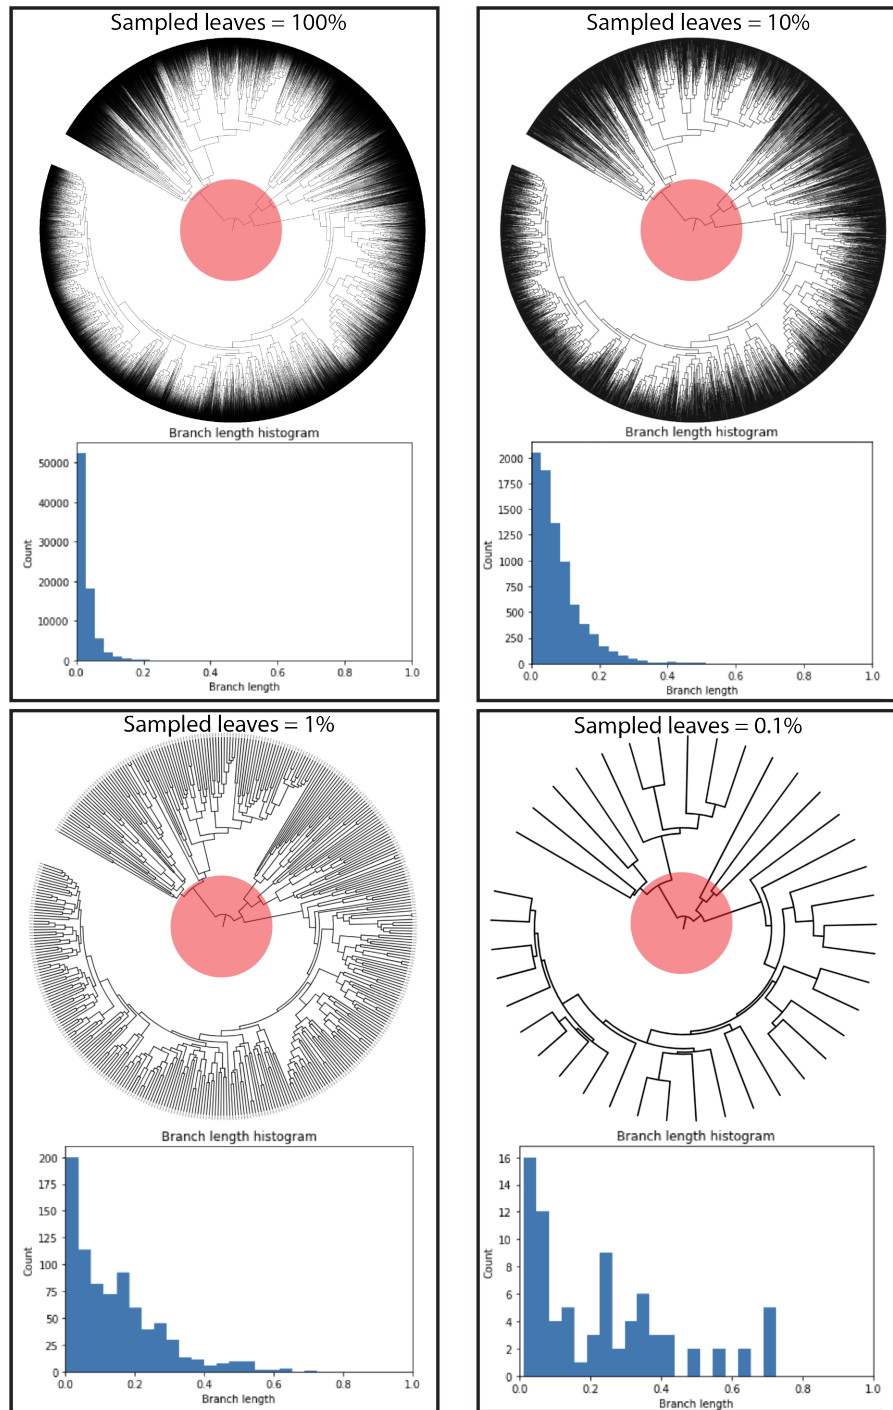 Sampled leaves = 100%
Branch length histogram
50000
40000
30000
20000
10000
0
Count
0.0 0.2 0.4 0.6 0.8 1.0
Branch length
Sampled leaves = 10%
Branch length histogram
2000
1750
1500
1250
1000
750
500
250
0
Count
0.0 0.2 0.4 0.6 0.8 1.0
Branch length
Sampled leaves = 1%
Branch length histogram
200
175
150
125
100
75
50
25
0
Count
0.0 0.2 0.4 0.6 0.8 1.0
Branch length
Sampled leaves = 0.1%
Branch length histogram
16
14
12
10
8
6
4
2
0
Count
0.0 0.2 0.4 0.6 0.8 1.0
Branch length